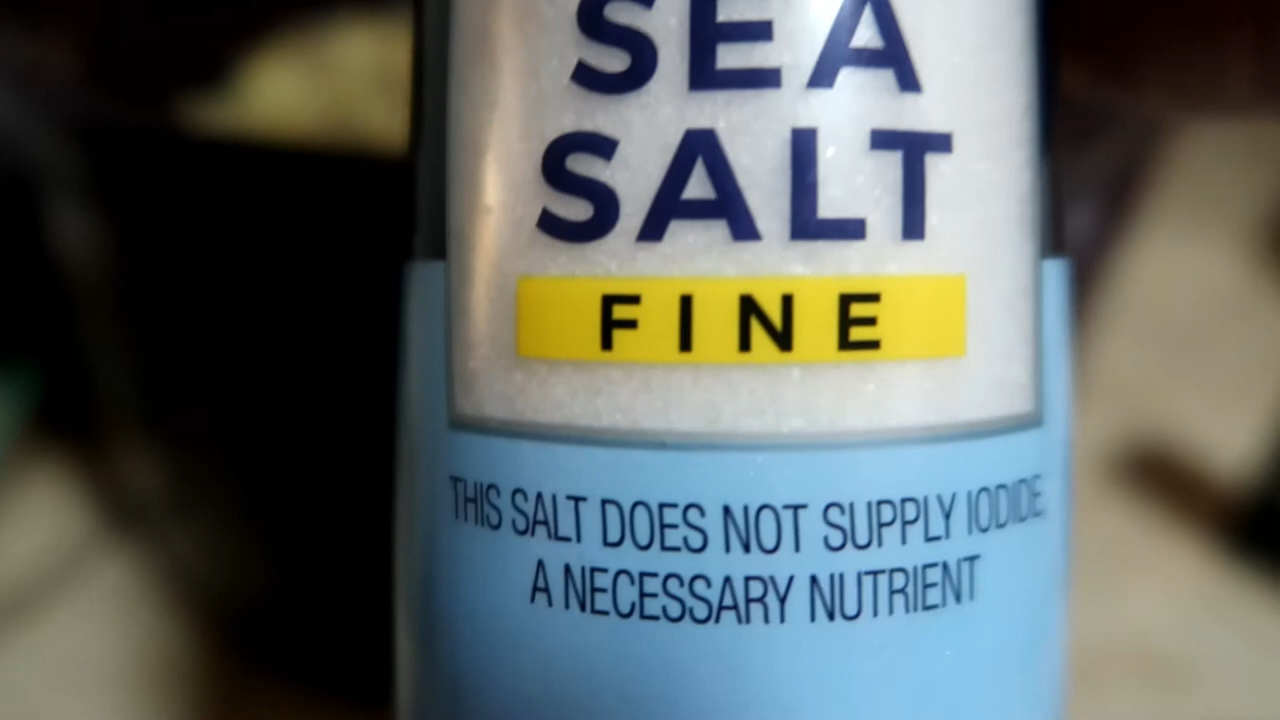 SEA
SALT
FINE
THIS SALT DOES NOT SUPPLY IODIDE,
A NECESSARY NUTRIENT